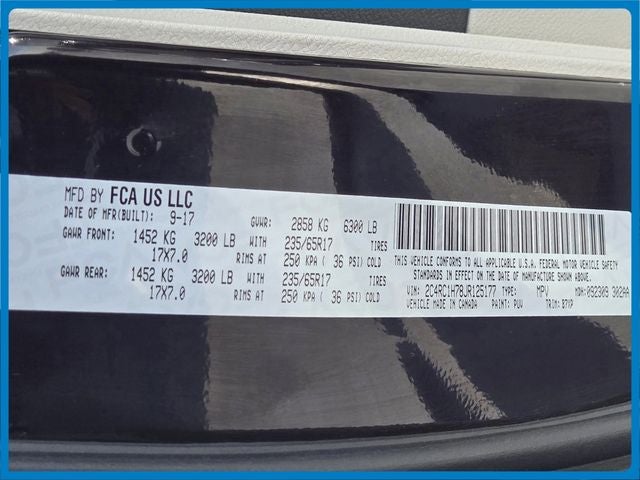 MFD BY FCA US LLC
DATE OF MFR(BUILT): 9-17 GVWR: 2858 KG 6300 LB
GAWR FRONT: 1452 KG 3200 LB WITH 235/65R17 TIRES
17X7.0 RIMS AT 250 KPA ( 36 PSI) COLD
GAWR REAR: 1452 KG 3200 LB WITH 235/65R17 TIRES
17X7.0 RIMS AT 250 KPA ( 36 PSI) COLD
THIS VEHICLE CONFORMS TO ALL APPLICABLE U.S.A. FEDERAL MOTOR VEHICLE SAFETY
STANDARDS IN EFFECT ON THE DATE OF MANUFACTURE SHOWN ABOVE.
VIN: 2C4RC1H78JR125177 TYPE: MPV MDH: 092309 302AA
VEHICLE MADE IN CANADA PAINT: PUV TRIM: B7XP